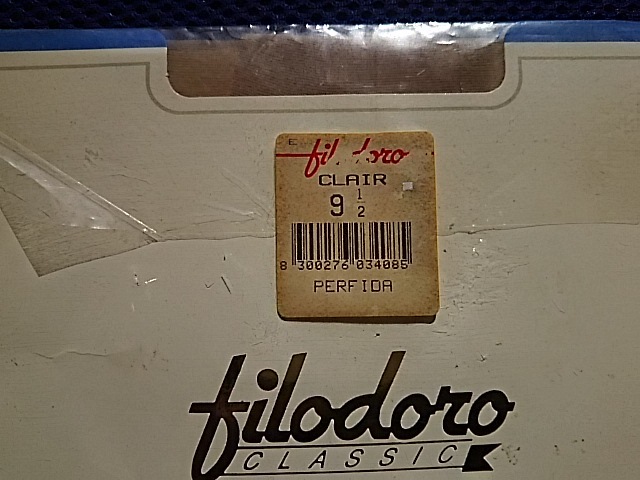 E
filodoro
CLAIR
9 1/2
8 300276 034085
PERFIDA
filodoro
CLASSIC